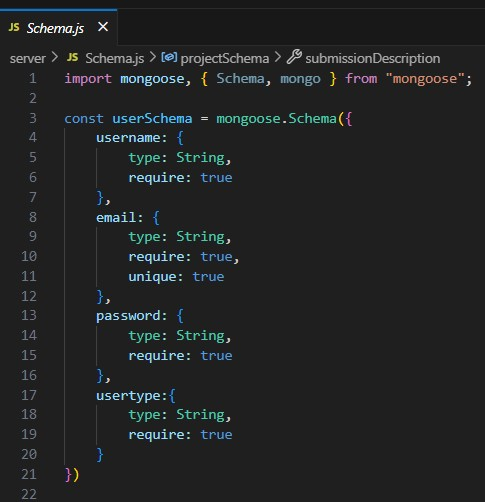 JS Schema.js ×
server > JS Schema.js > projectSchema > submissionDescription
1 import mongoose, { Schema, mongo } from "mongoose";
2
3 const userSchema = mongoose.Schema({
4     username: {
5         type: String,
6         require: true
7     },
8     email: {
9         type: String,
10         require: true,
11         unique: true
12     },
13     password: {
14         type: String,
15         require: true
16     },
17     usertype:{
18         type: String,
19         require: true
20     }
21 })
22